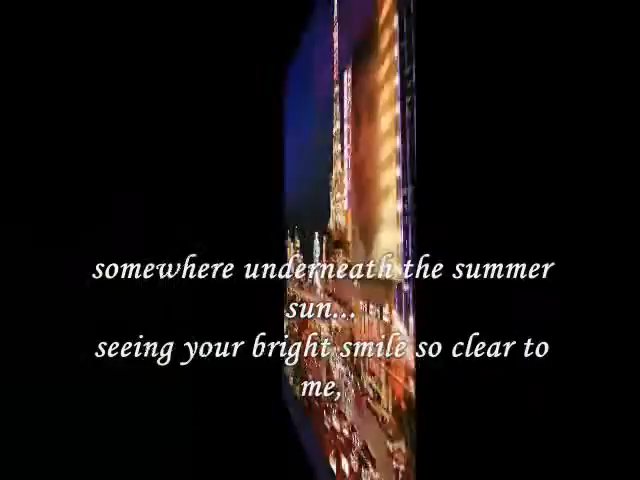 somewhere underneath the summer
sun...
seeing your bright smile so clear to
me,